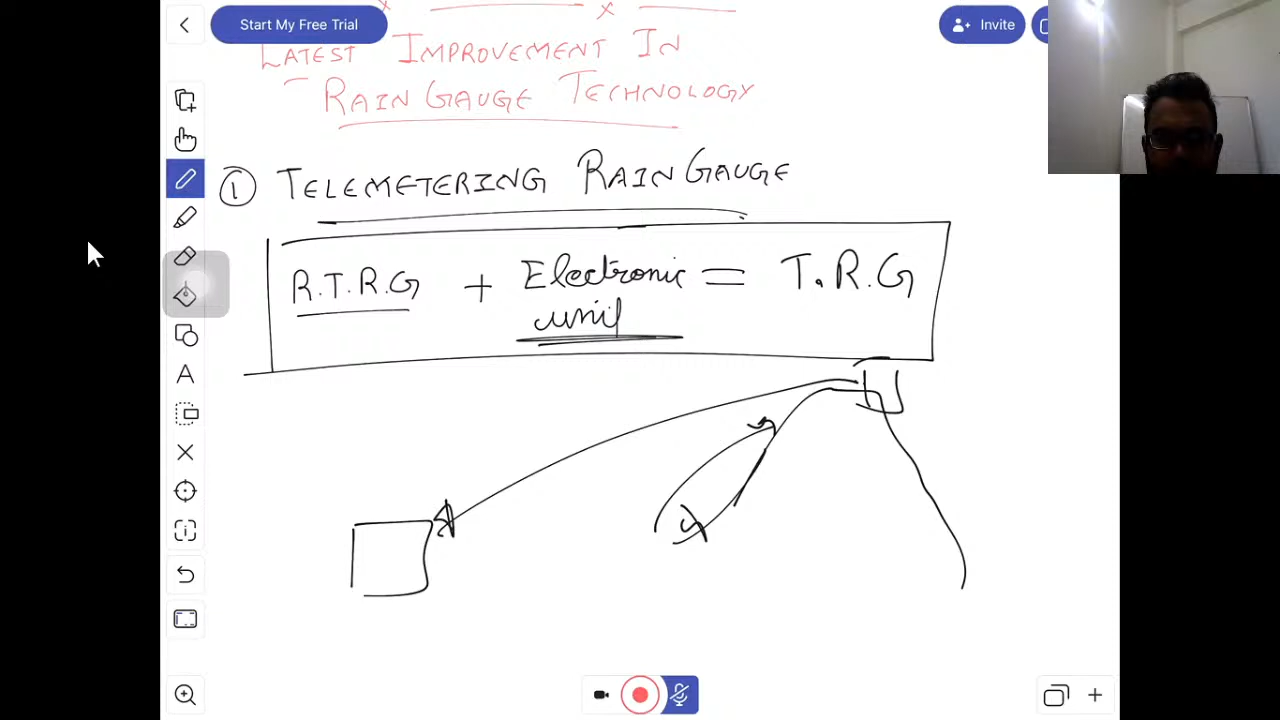 Start My Free Trial
Invite
LATEST IMPROVEMENT IN
RAIN GAUGE TECHNOLOGY
① TELEMETERING RAIN GAUGE
R.T.R.G + Electronic unit = T.R.G
A